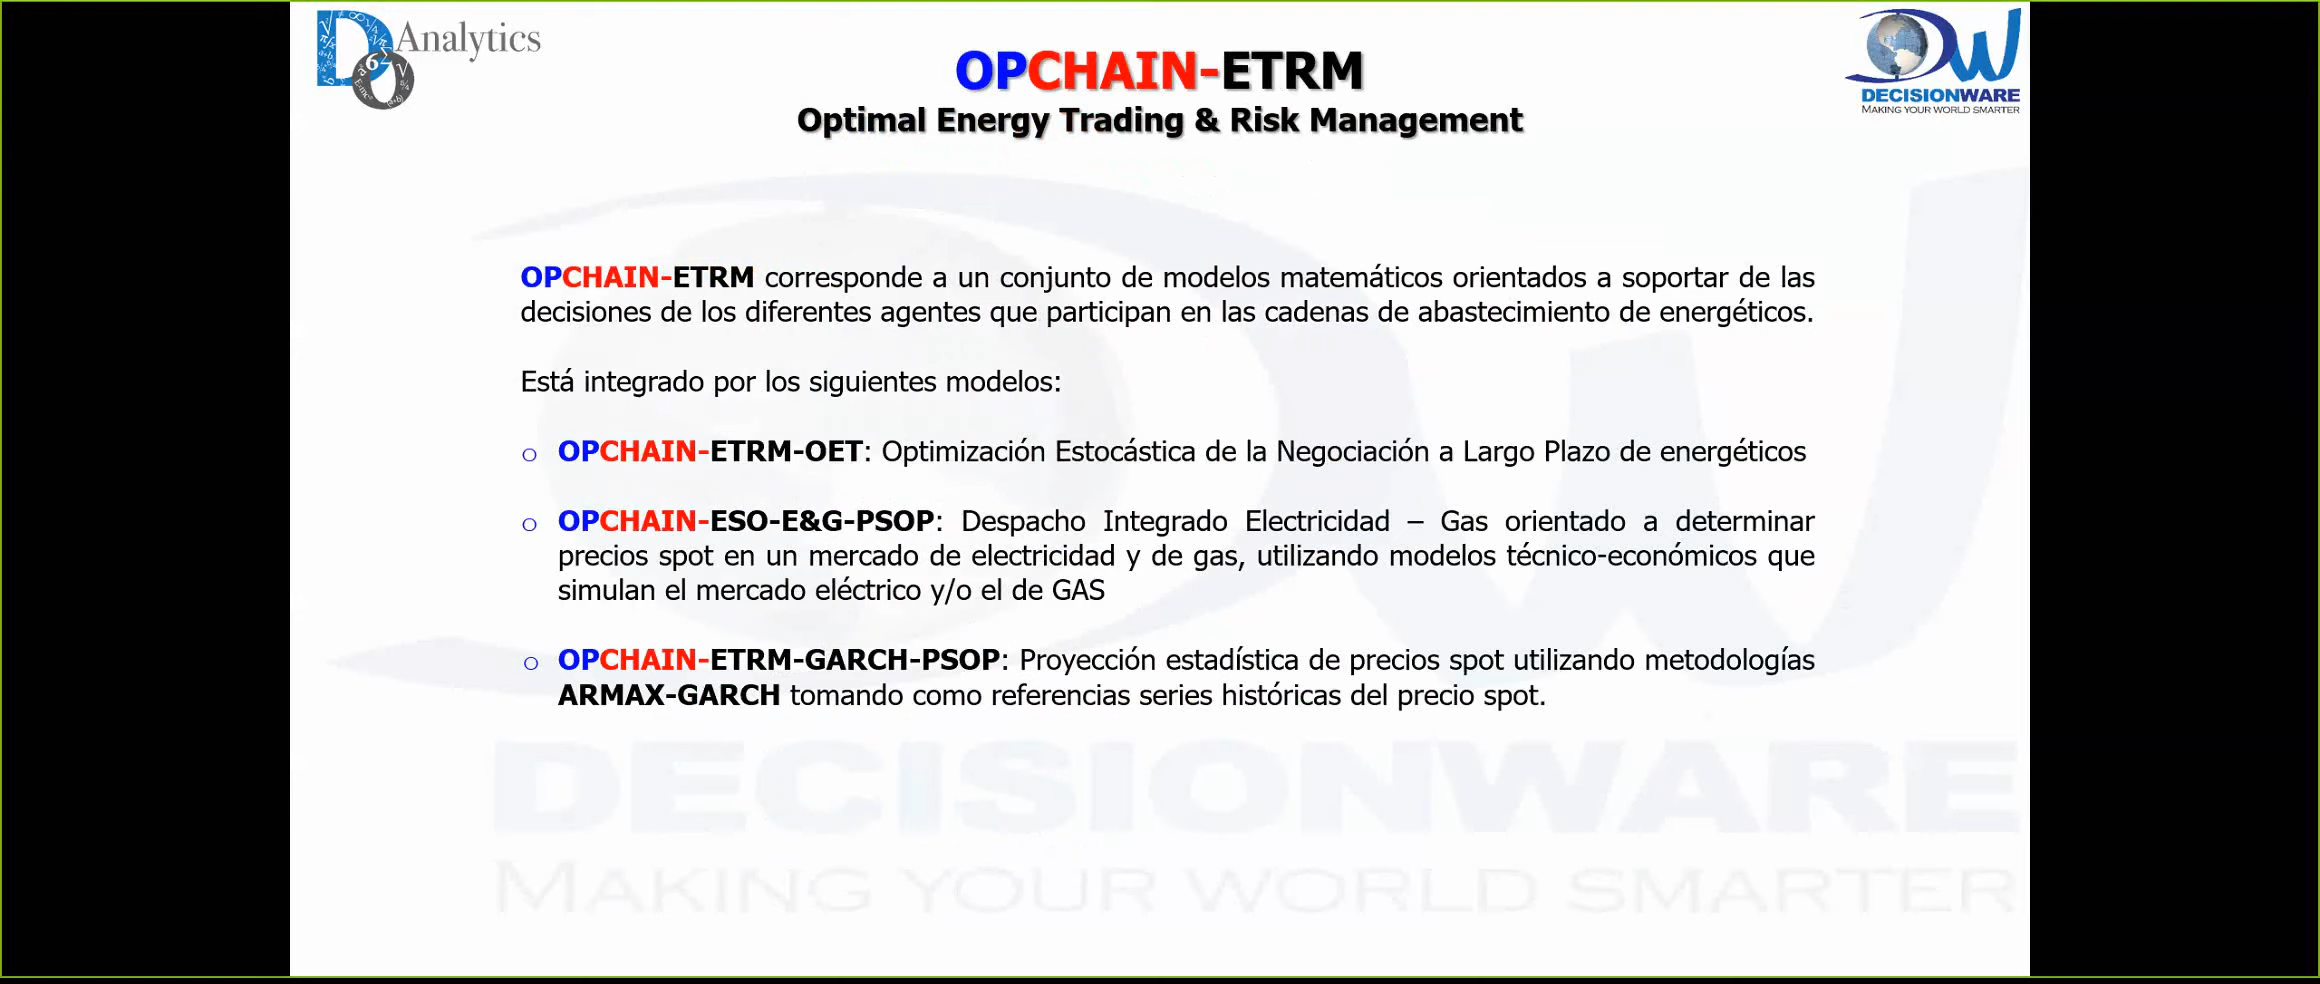 Analytics
OPCHAIN-ETRM
Optimal Energy Trading & Risk Management
DECISIONWARE
MAKING YOUR WORLD SMARTER
OPCHAIN-ETRM corresponde a un conjunto de modelos matemáticos orientados a soportar de las
decisiones de los diferentes agentes que participan en las cadenas de abastecimiento de energéticos.
Está integrado por los siguientes modelos:
o OPCHAIN-ETRM-OET: Optimización Estocástica de la Negociación a Largo Plazo de energéticos
o OPCHAIN-ESO-E&G-PSOP: Despacho Integrado Electricidad – Gas orientado a determinar
precios spot en un mercado de electricidad y de gas, utilizando modelos técnico-económicos que
simulan el mercado eléctrico y/o el de GAS
o OPCHAIN-ETRM-GARCH-PSOP: Proyección estadística de precios spot utilizando metodologías
ARMAX-GARCH tomando como referencias series históricas del precio spot.
DECISIONWARE
MAKING YOUR WORLD SMARTER